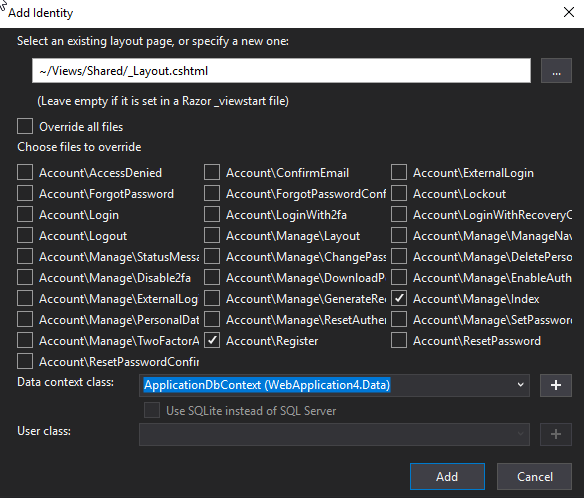 Add Identity
Select an existing layout page, or specify a new one:
~/Views/Shared/_Layout.cshtml
...
(Leave empty if it is set in a Razor _viewstart file)
Override all files
Choose files to override
Account\AccessDenied Account\ConfirmEmail Account\ExternalLogin
Account\ForgotPassword Account\ForgotPasswordConf Account\Lockout
Account\Login Account\LoginWith2fa Account\LoginWithRecoveryC
Account\Logout Account\Manage\Layout Account\Manage\ManageNav
Account\Manage\StatusMessa Account\Manage\ChangePass Account\Manage\DeletePerso
Account\Manage\Disable2fa Account\Manage\DownloadP Account\Manage\EnableAuth
Account\Manage\ExternalLog Account\Manage\GenerateRec Account\Manage\Index
Account\Manage\PersonalDat Account\Manage\ResetAuther Account\Manage\SetPassword
Account\Manage\TwoFactorA Account\Register Account\ResetPassword
Account\ResetPasswordConfir
Data context class: ApplicationDbContext (WebApplication4.Data)
Use SQLite instead of SQL Server
User class:
Add Cancel